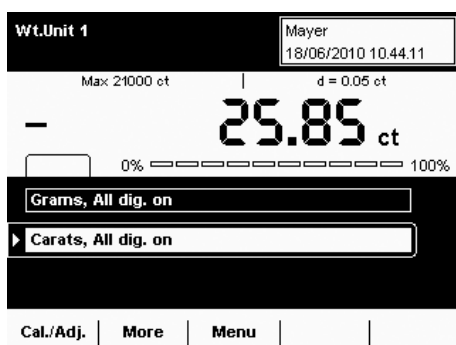 Wt.Unit 1
Mayer
18/06/2010 10.44.11
Max 21000 ct
d = 0.05 ct
– 25.85 ct
0% 100%
Grams, All dig. on
Carats, All dig. on
Cal./Adj. More Menu